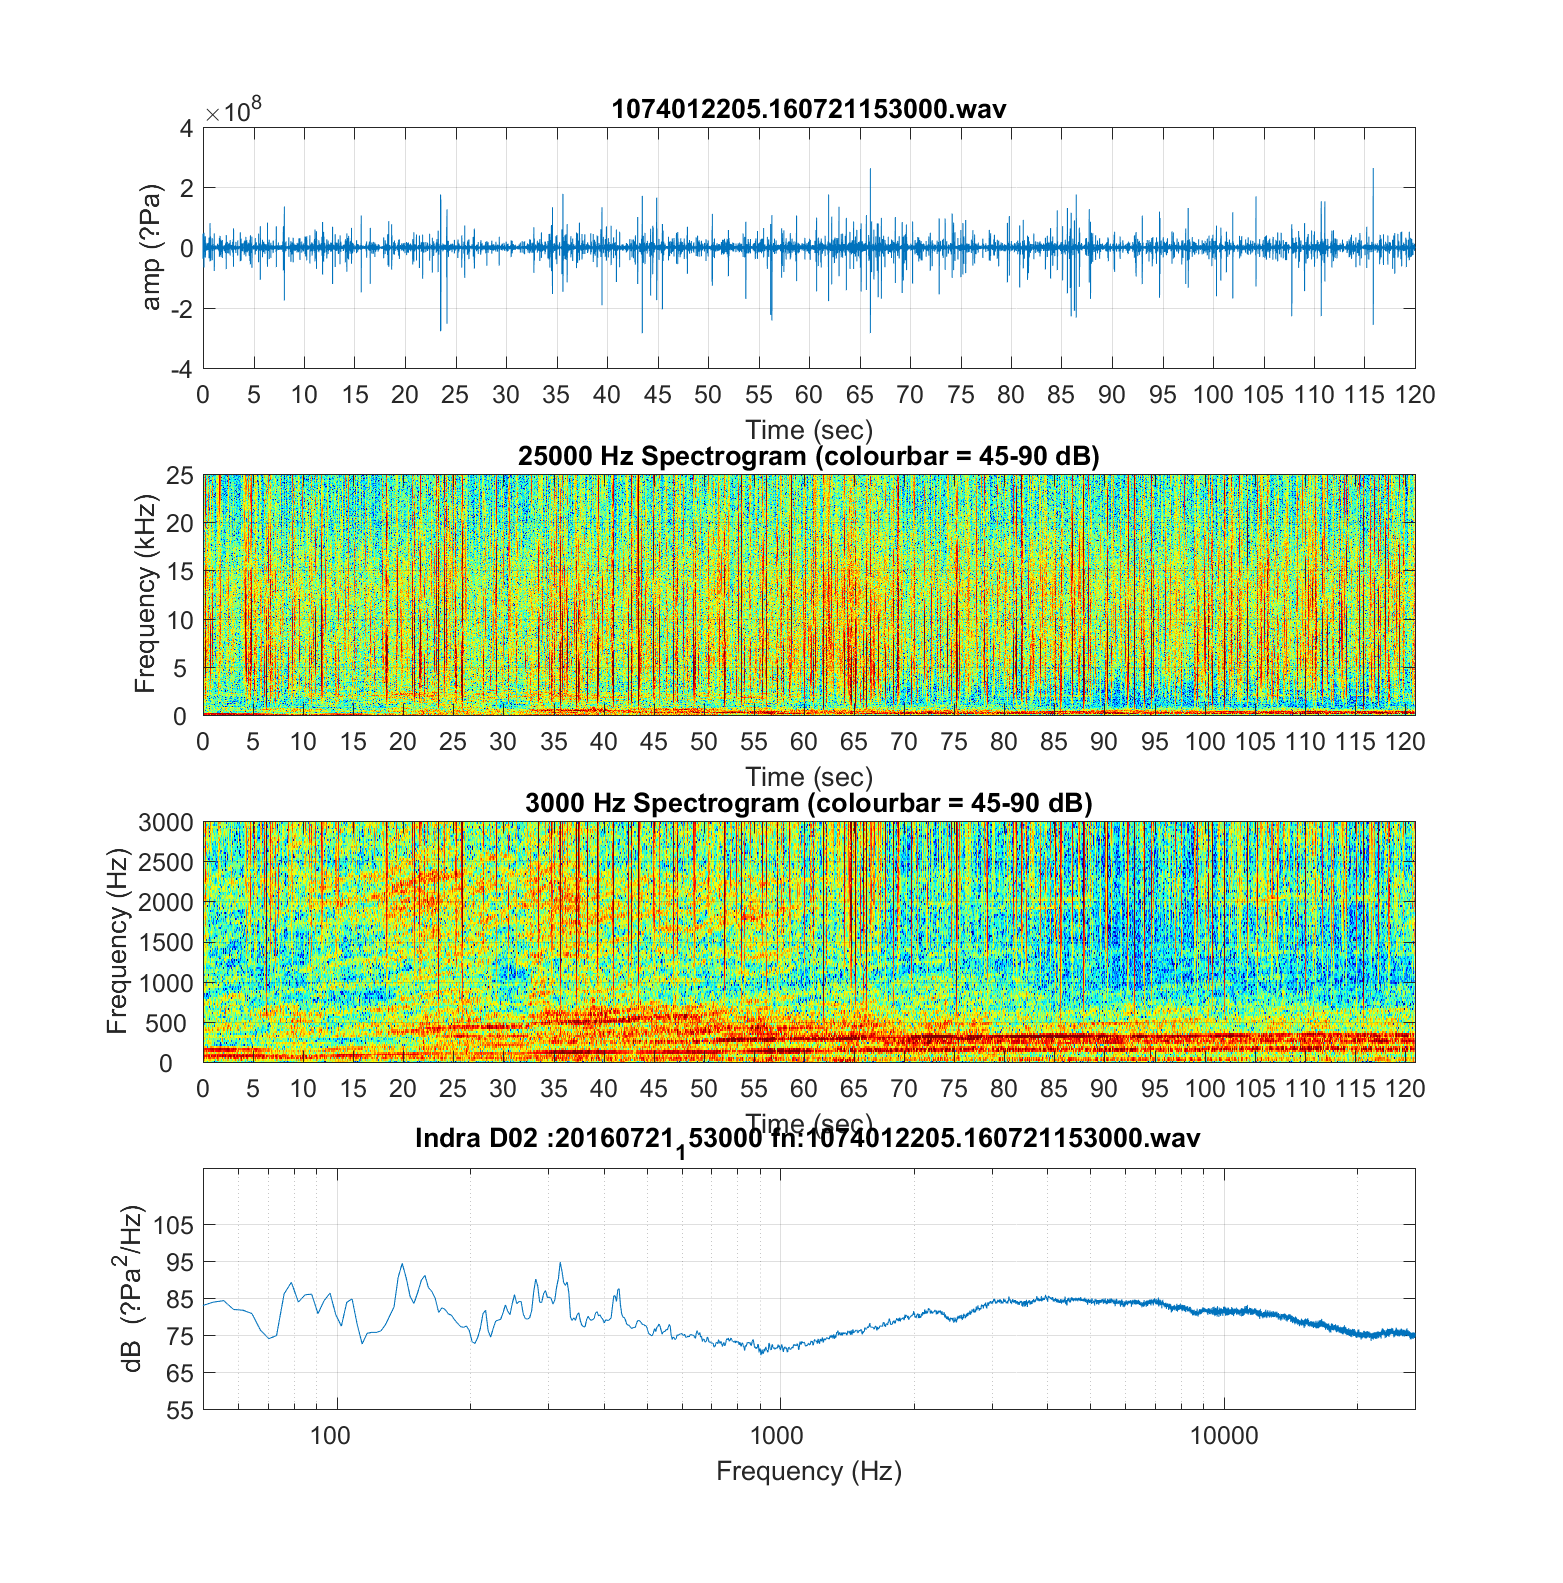 ×10^8
1074012205.160721153000.wav
4
2
0
-2
-4
amp (?Pa)
0 5 10 15 20 25 30 35 40 45 50 55 60 65 70 75 80 85 90 95 100 105 110 115 120
Time (sec)
25000 Hz Spectrogram (colourbar = 45-90 dB)
25
20
15
10
5
0
Frequency (kHz)
0 5 10 15 20 25 30 35 40 45 50 55 60 65 70 75 80 85 90 95 100 105 110 115 120
Time (sec)
3000 Hz Spectrogram (colourbar = 45-90 dB)
3000
2500
2000
1500
1000
500
0
Frequency (Hz)
0 5 10 15 20 25 30 35 40 45 50 55 60 65 70 75 80 85 90 95 100 105 110 115 120
Time (sec)
Indra D02 :20160721_153000 fn:1074012205.160721153000.wav
105
95
85
75
65
55
dB (?Pa^2/Hz)
100 1000 10000
Frequency (Hz)